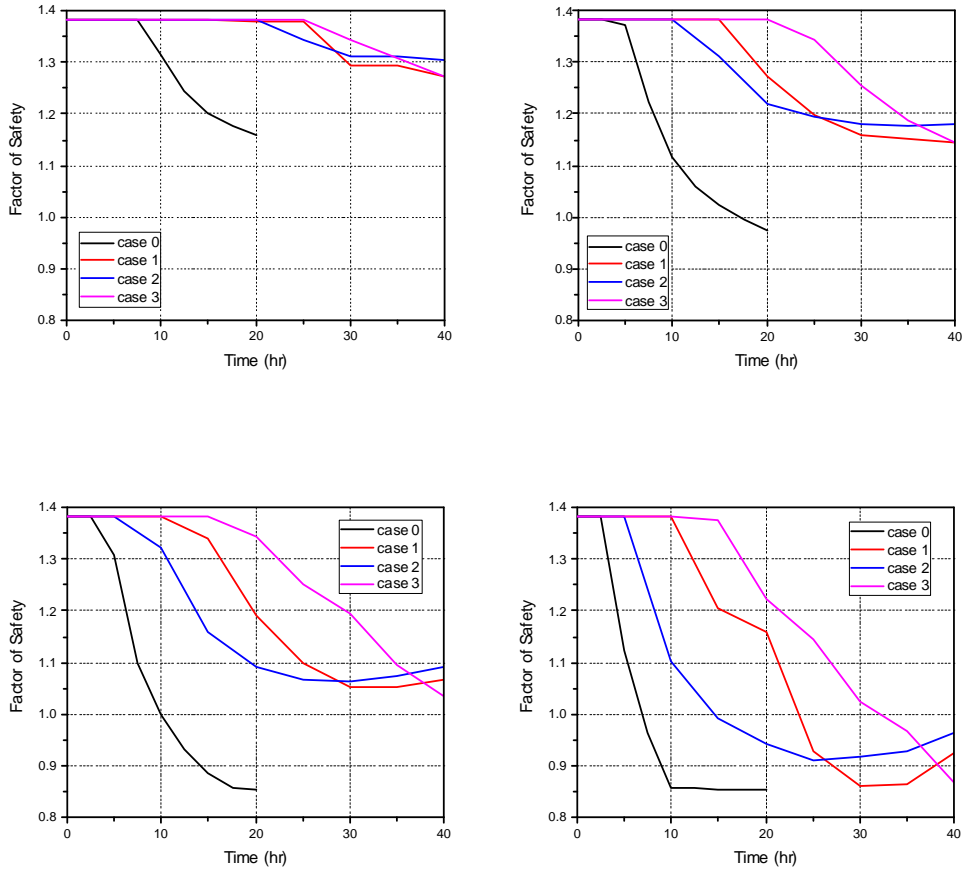 1.4
1.3
1.2
1.1
1.0
0.9
0.8
Factor of Safety
case 0
case 1
case 2
case 3
0 10 20 30 40
Time (hr)
1.4
1.3
1.2
1.1
1.0
0.9
0.8
Factor of Safety
case 0
case 1
case 2
case 3
0 10 20 30 40
Time (hr)
1.4
1.3
1.2
1.1
1.0
0.9
0.8
Factor of Safety
case 0
case 1
case 2
case 3
0 10 20 30 40
Time (hr)
1.4
1.3
1.2
1.1
1.0
0.9
0.8
Factor of Safety
case 0
case 1
case 2
case 3
0 10 20 30 40
Time (hr)